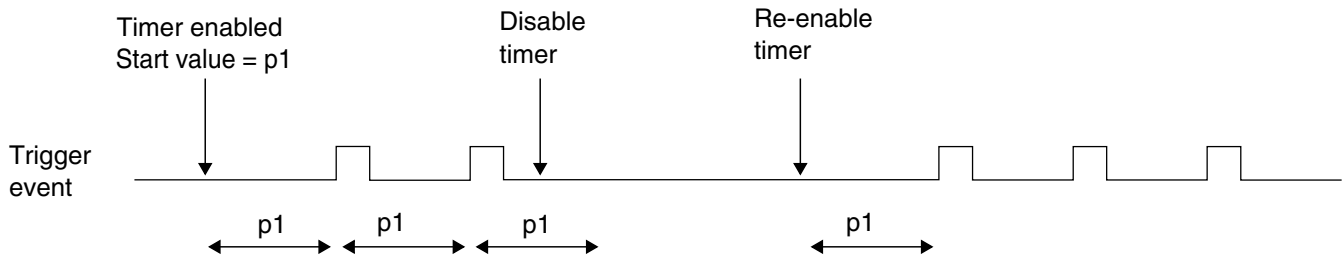 Timer enabled
Start value = p1
Disable
timer
Re-enable
timer
Trigger
event
p1
p1
p1
p1